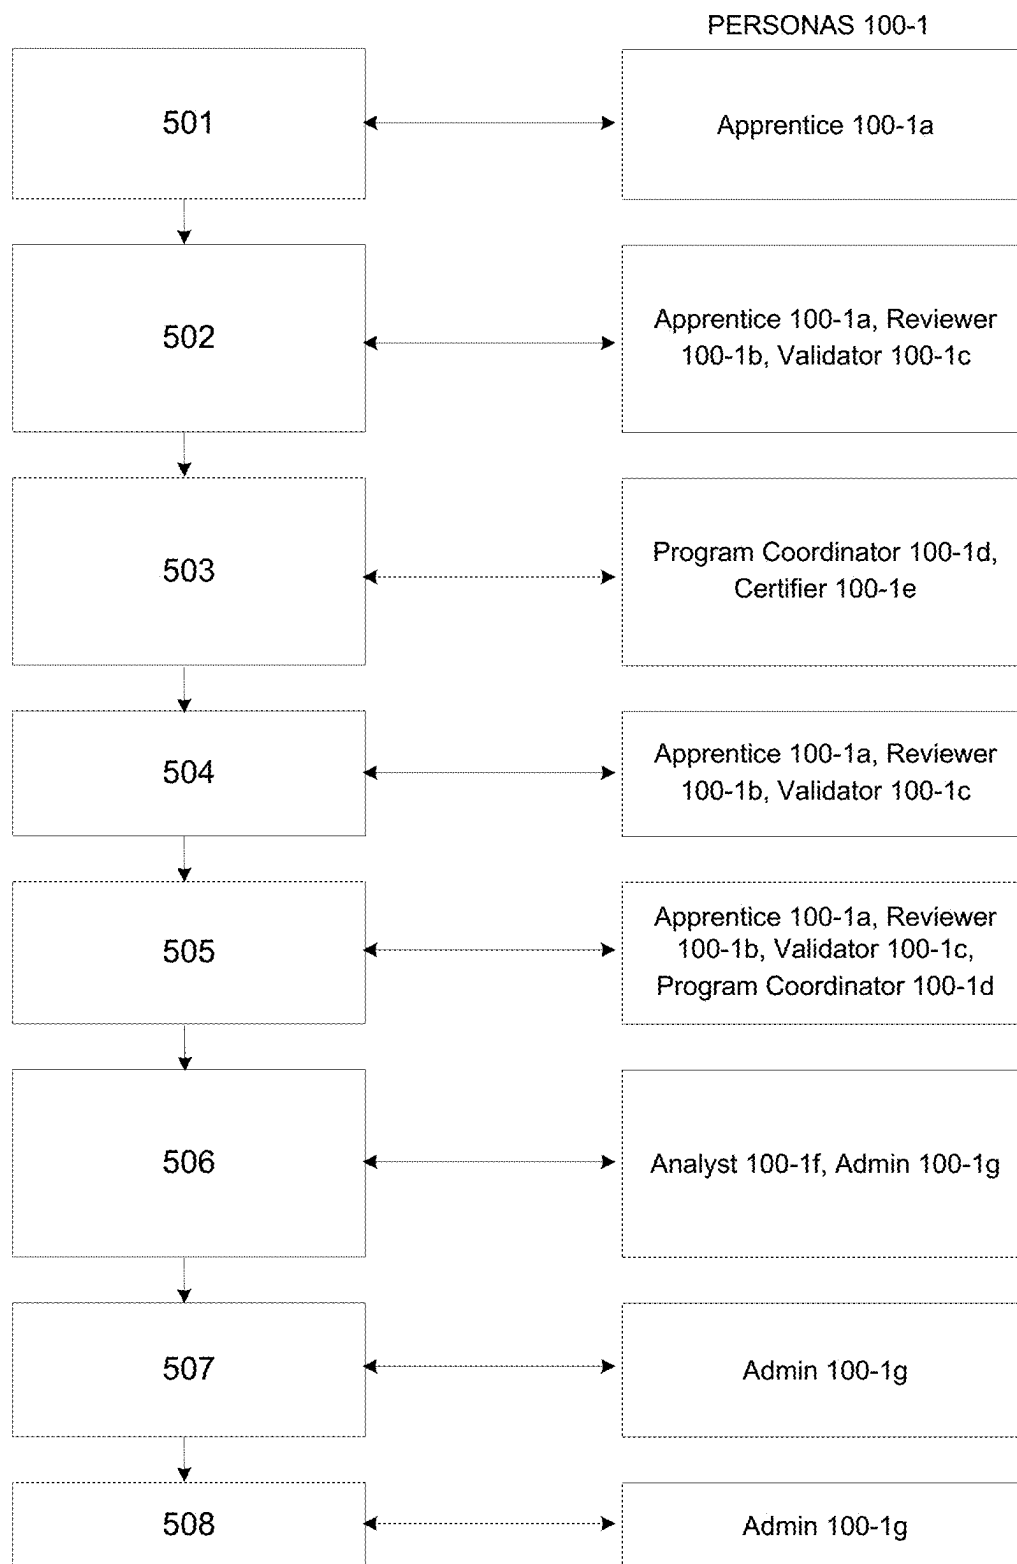 PERSONAS 100-1
501
Apprentice 100-1a
502
Apprentice 100-1a, Reviewer
100-1b, Validator 100-1c
503
Program Coordinator 100-1d,
Certifier 100-1e
504
Apprentice 100-1a, Reviewer
100-1b, Validator 100-1c
505
Apprentice 100-1a, Reviewer
100-1b, Validator 100-1c,
Program Coordinator 100-1d
506
Analyst 100-1f, Admin 100-1g
507
Admin 100-1g
508
Admin 100-1g